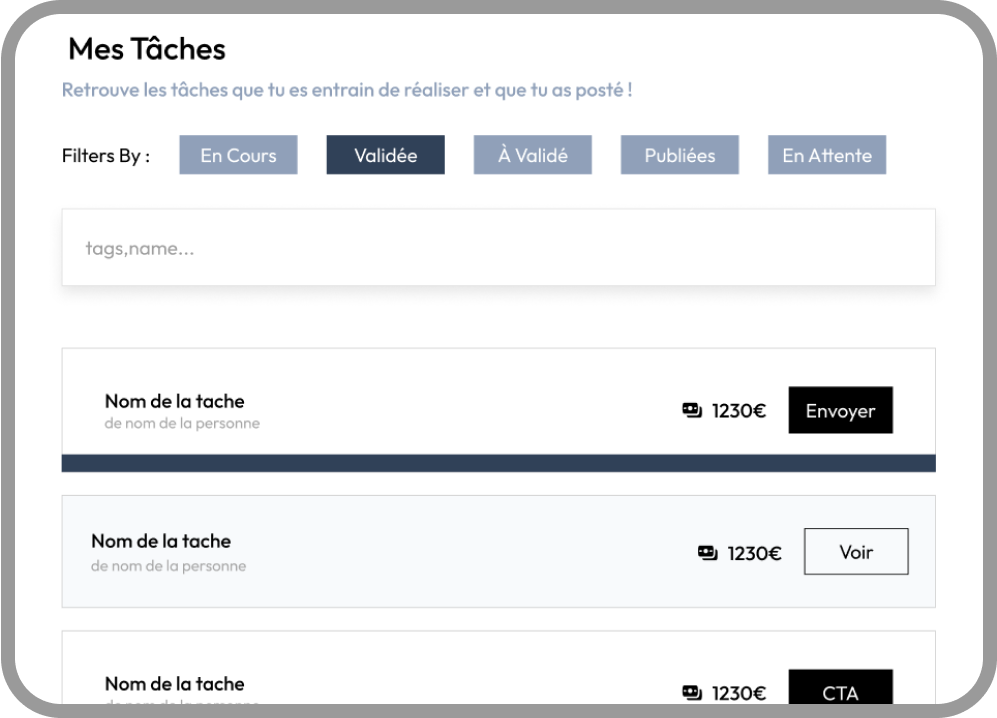 Mes Tâches
Retrouve les tâches que tu es entrain de réaliser et que tu as posté !
Filters By : En Cours Validée À Validé Publiées En Attente
tags,name...
Nom de la tache
de nom de la personne
1230€ Envoyer
Nom de la tache
de nom de la personne
1230€ Voir
Nom de la tache
1230€ CTA